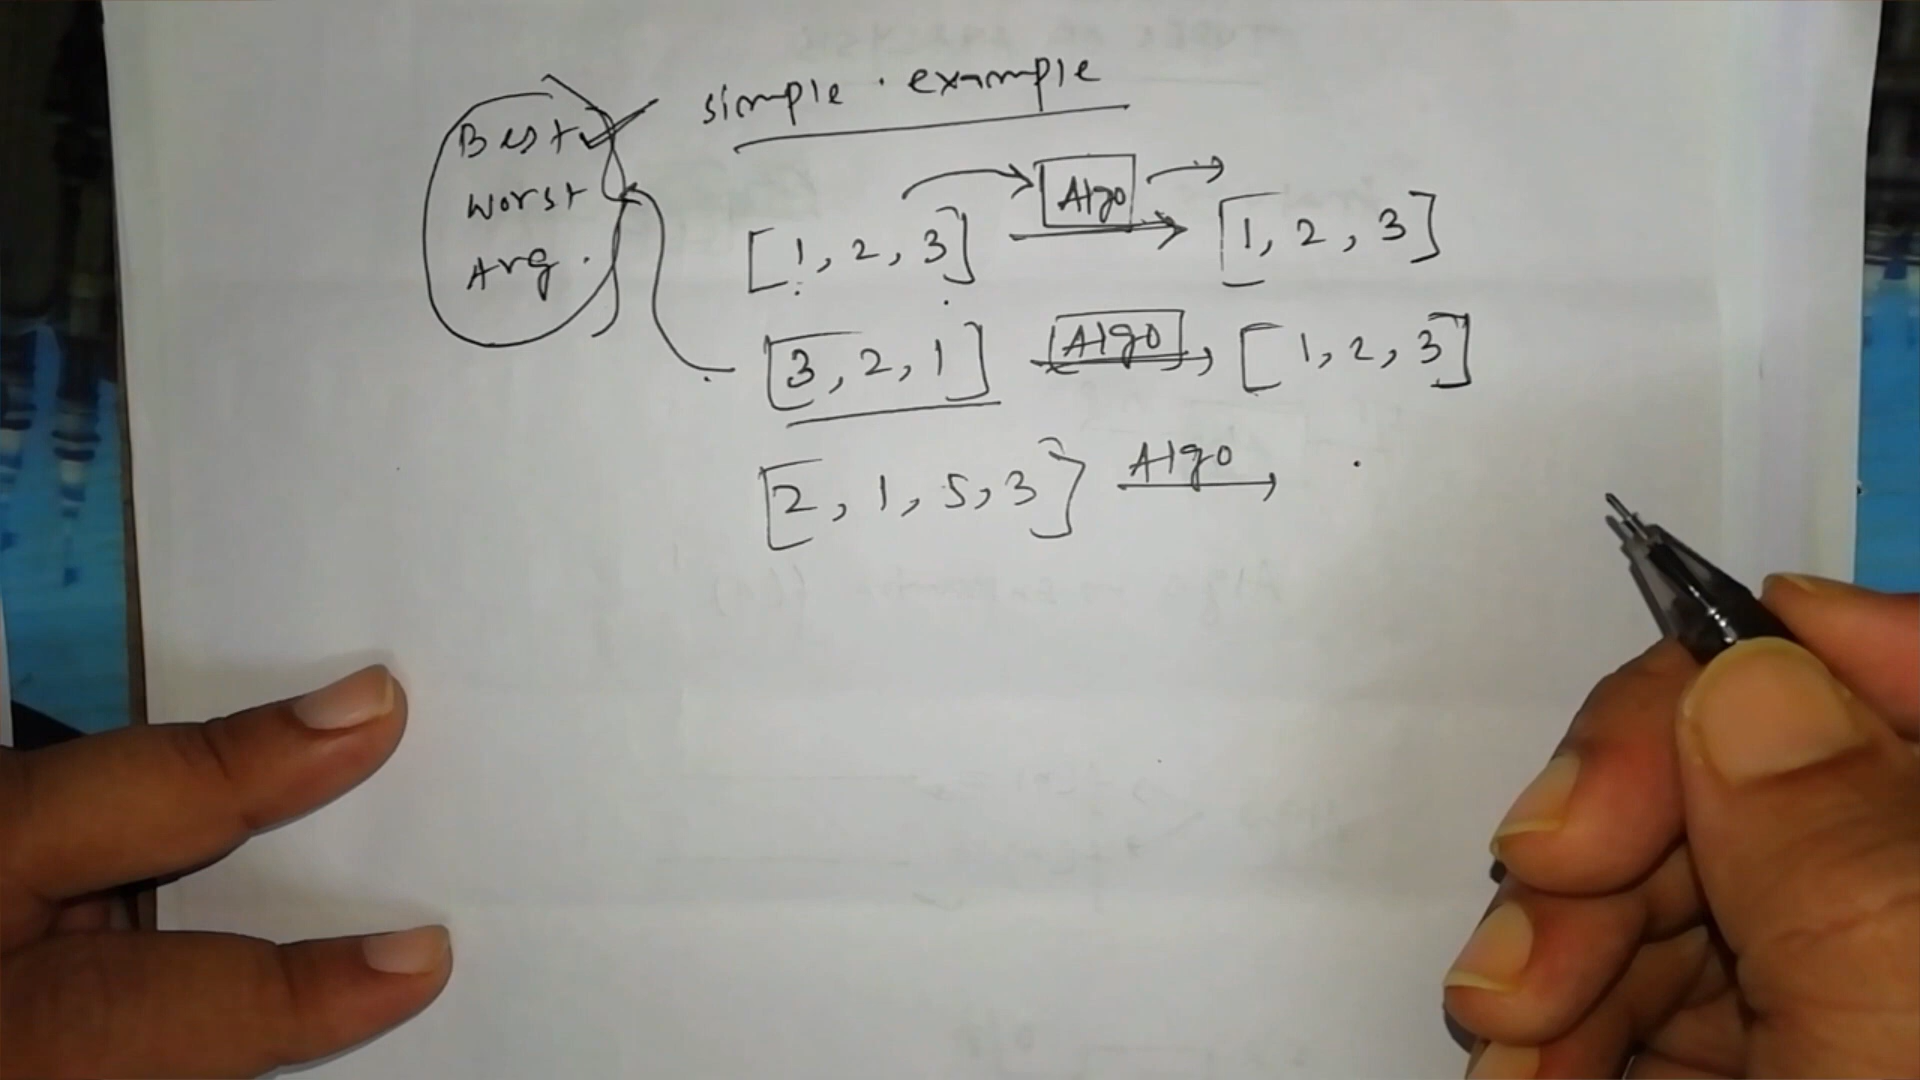 simple . example
Best
Worst
Avg.
[1, 2, 3] Algo [1, 2, 3]
[3, 2, 1] Algo [1, 2, 3]
[2, 1, 5, 3] Algo